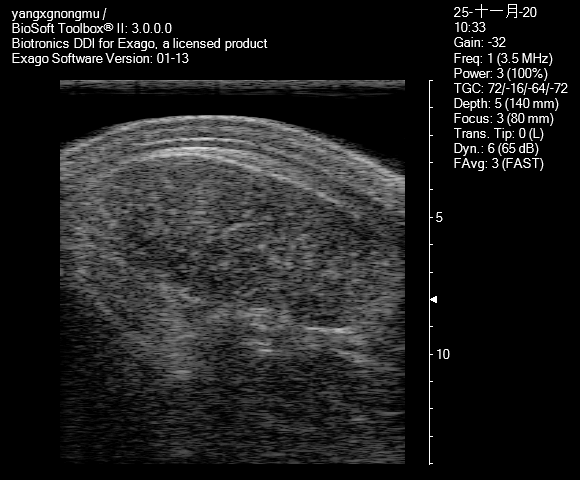 yangxgnongmu /
BioSoft Toolbox® II: 3.0.0.0
Biotronics DDI for Exago, a licensed product
Exago Software Version: 01-13
25-十一月-20
10:33
Gain: -32
Freq: 1 (3.5 MHz)
Power: 3 (100%)
TGC: 72/-16/-64/-72
Depth: 5 (140 mm)
Focus: 3 (80 mm)
Trans. Tip: 0 (L)
Dyn.: 6 (65 dB)
FAvg: 3 (FAST)
5
10